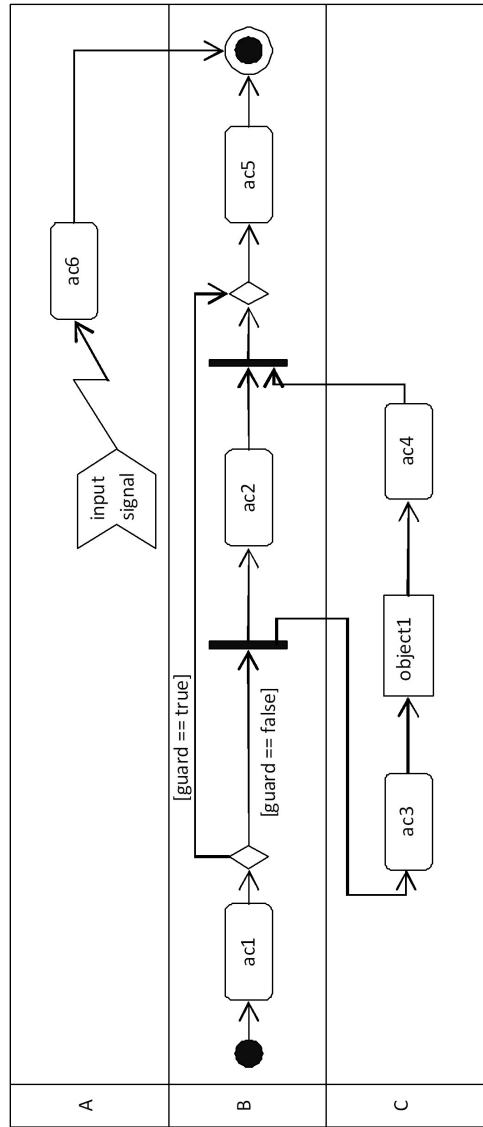 A
input
signal
ac6
B
ac1
[guard == true]
[guard == false]
ac2
ac5
C
ac3
object1
ac4